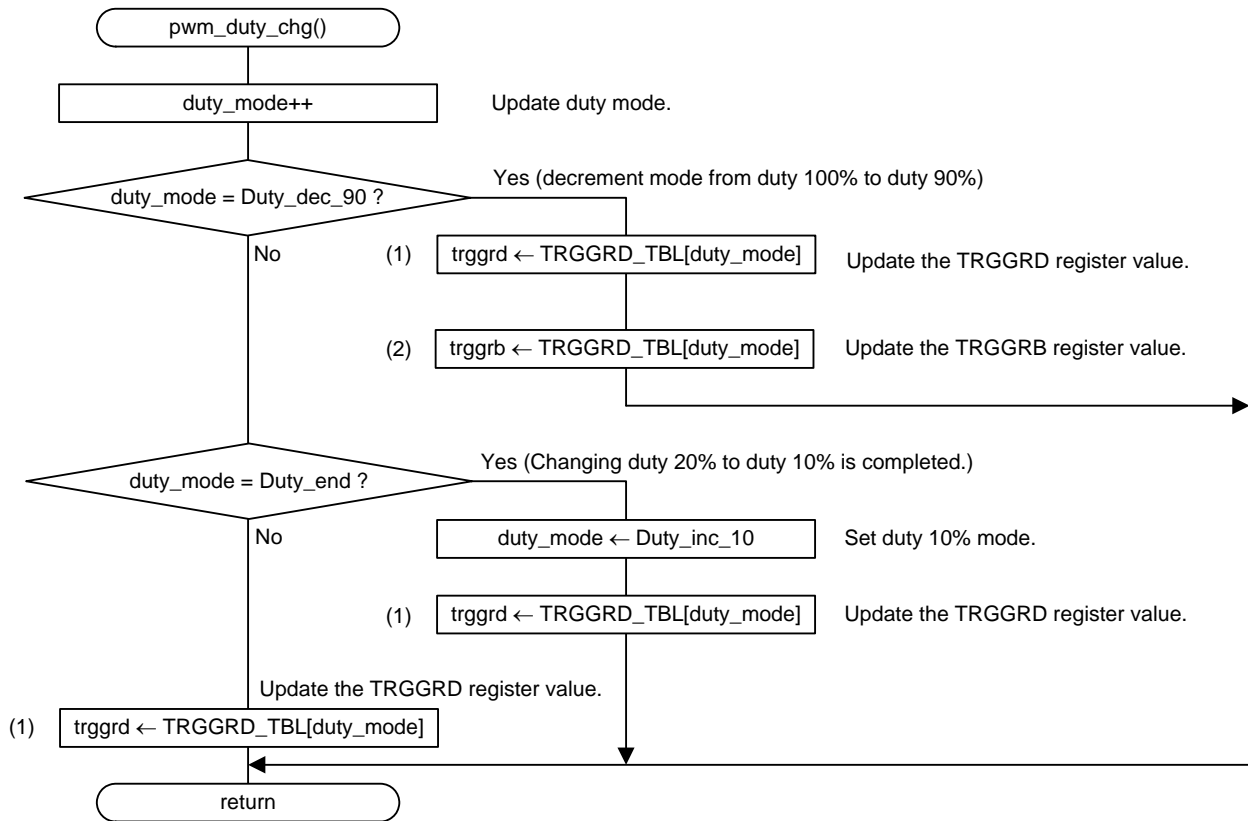 pwm_duty_chg()
duty_mode++
Update duty mode.
duty_mode = Duty_dec_90 ?
Yes (decrement mode from duty 100% to duty 90%)
No
(1)
trggrd ← TRGGRD_TBL[duty_mode]
Update the TRGGRD register value.
(2)
trggrb ← TRGGRD_TBL[duty_mode]
Update the TRGGRB register value.
duty_mode = Duty_end ?
Yes (Changing duty 20% to duty 10% is completed.)
No
duty_mode ← Duty_inc_10
Set duty 10% mode.
(1)
trggrd ← TRGGRD_TBL[duty_mode]
Update the TRGGRD register value.
Update the TRGGRD register value.
(1)
trggrd ← TRGGRD_TBL[duty_mode]
return